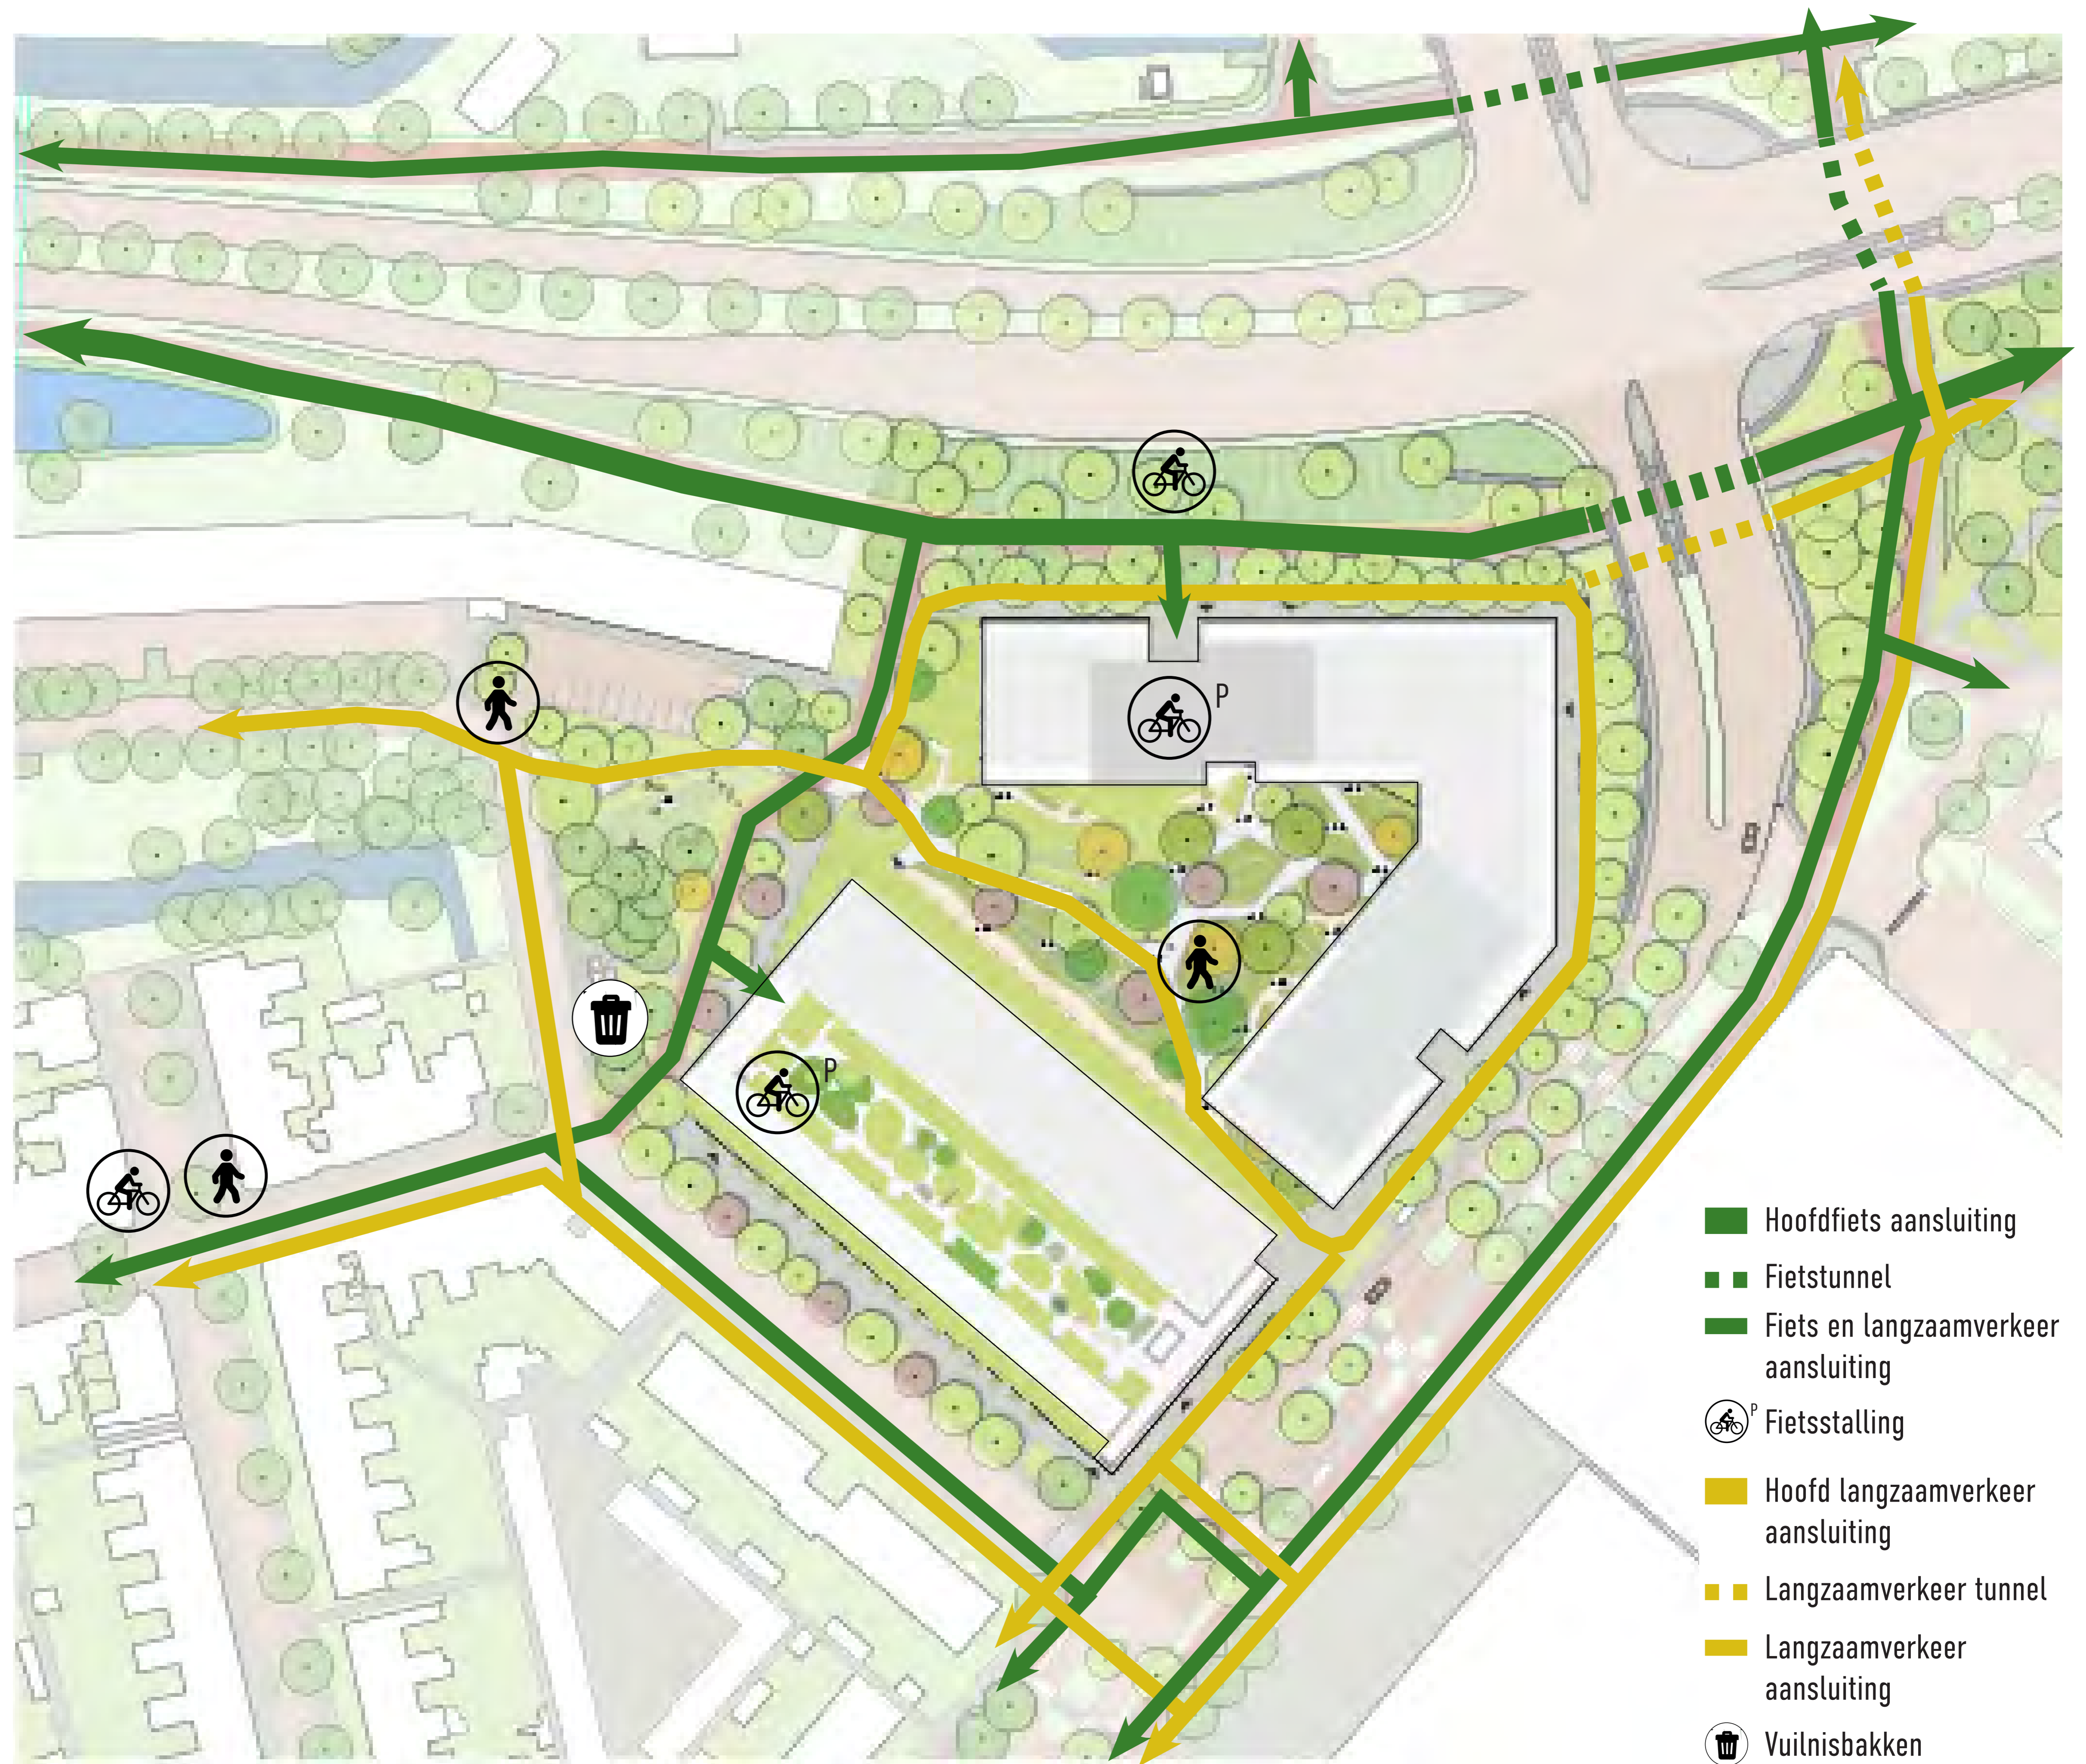 P
P
Hoofdfiets aansluiting
Fietstunnel
Fiets en langzaamverkeer
aansluiting
P
Fietsstalling
Hoofd langzaamverkeer
aansluiting
Langzaamverkeer tunnel
Langzaamverkeer
aansluiting
Vuilnisbakken